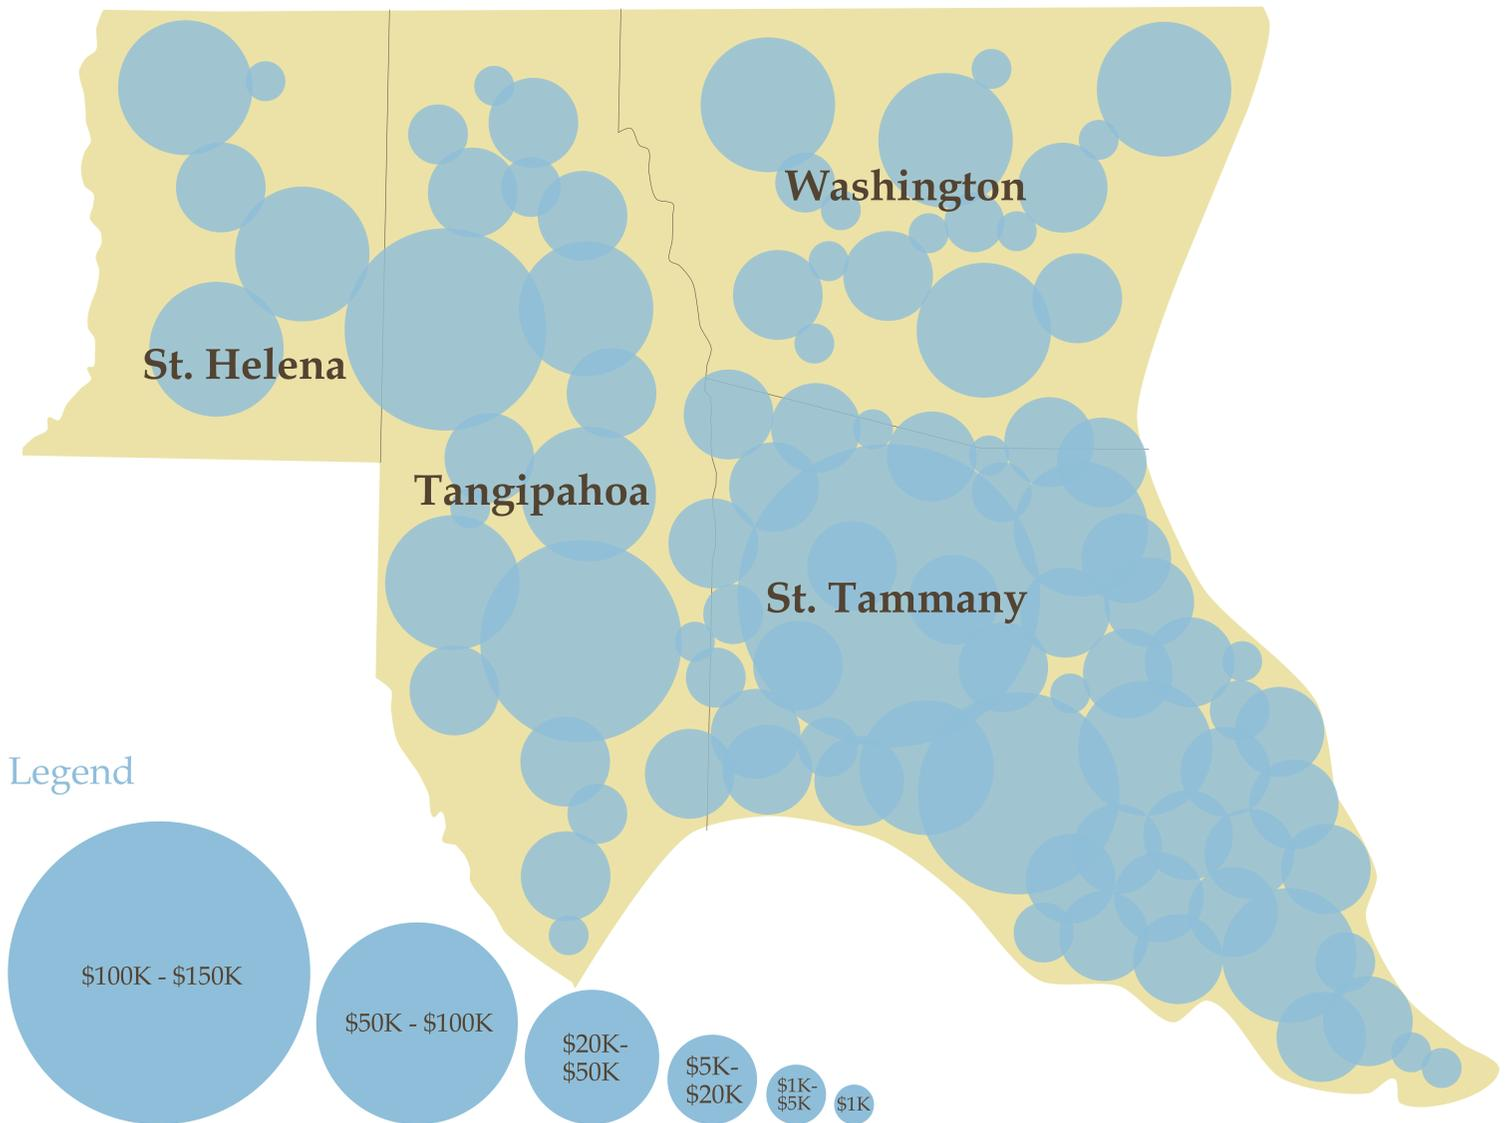 Washington
St. Helena
Tangipahoa
St. Tammany
Legend
$100K - $150K
$50K - $100K
$20K-
$50K
$5K-
$20K
$1K-
$5K
$1K